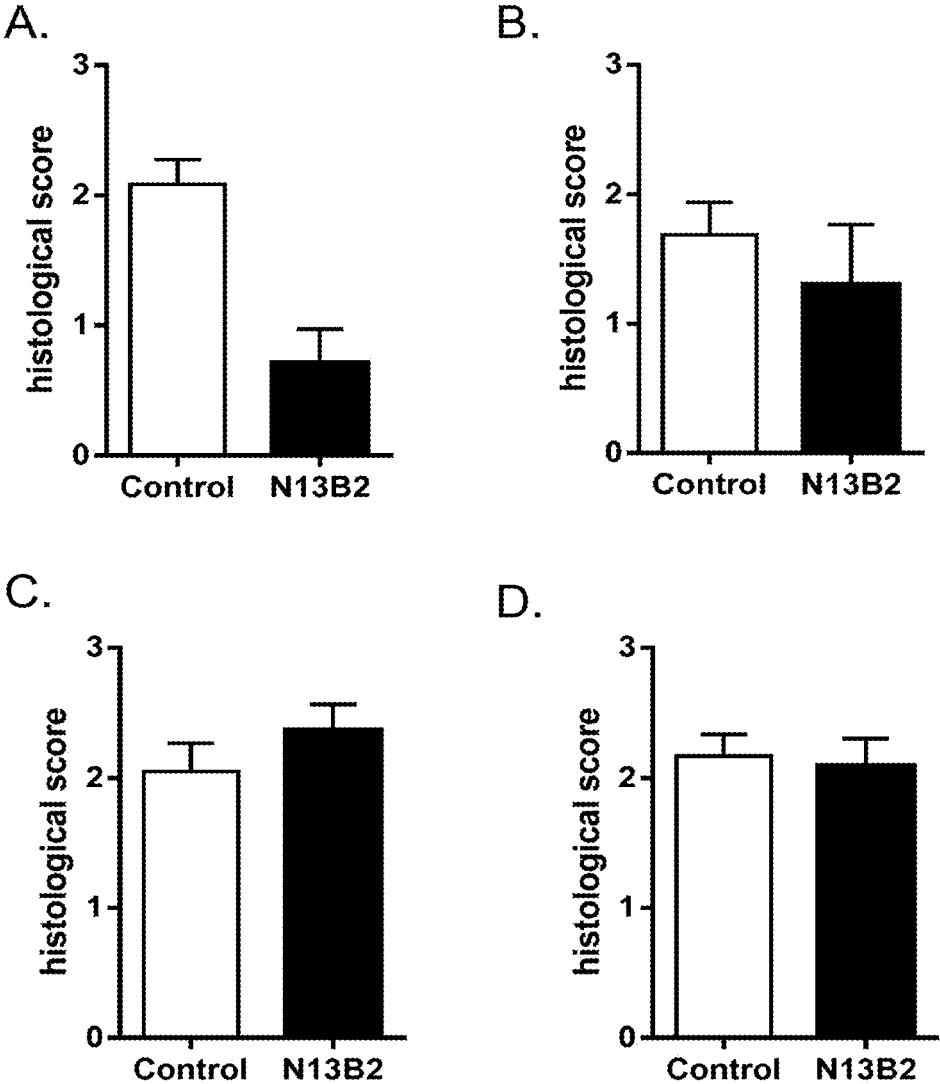 A.
3
2
1
0
histological score
Control N13B2
B.
3
2
1
0
histological score
Control N13B2
C.
3
2
1
0
histological score
Control N13B2
D.
3
2
1
0
histological score
Control N13B2